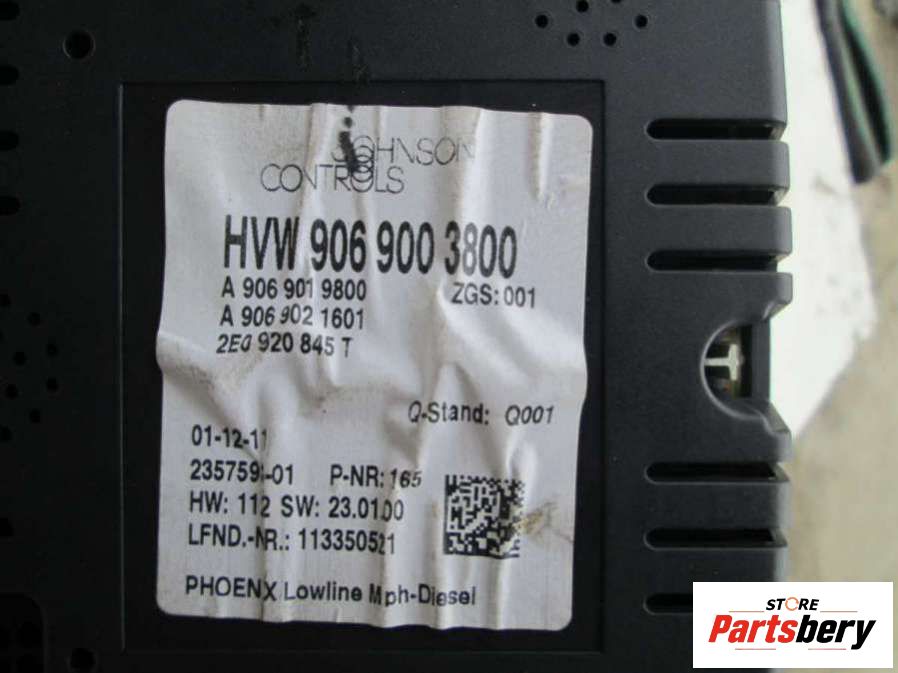 JOHNSON
CONTROLS
HVW 906 900 3800
A 906 901 9800 ZGS: 001
A 906 902 1601
2E0 920 845 T
Q-Stand: Q001
01-12-11
P-NR: 165
HW: 112 SW: 23.01.00
LFND.-NR.: 113350521
PHOENX Lowline Mph-Diesel
STORE
Partsbery